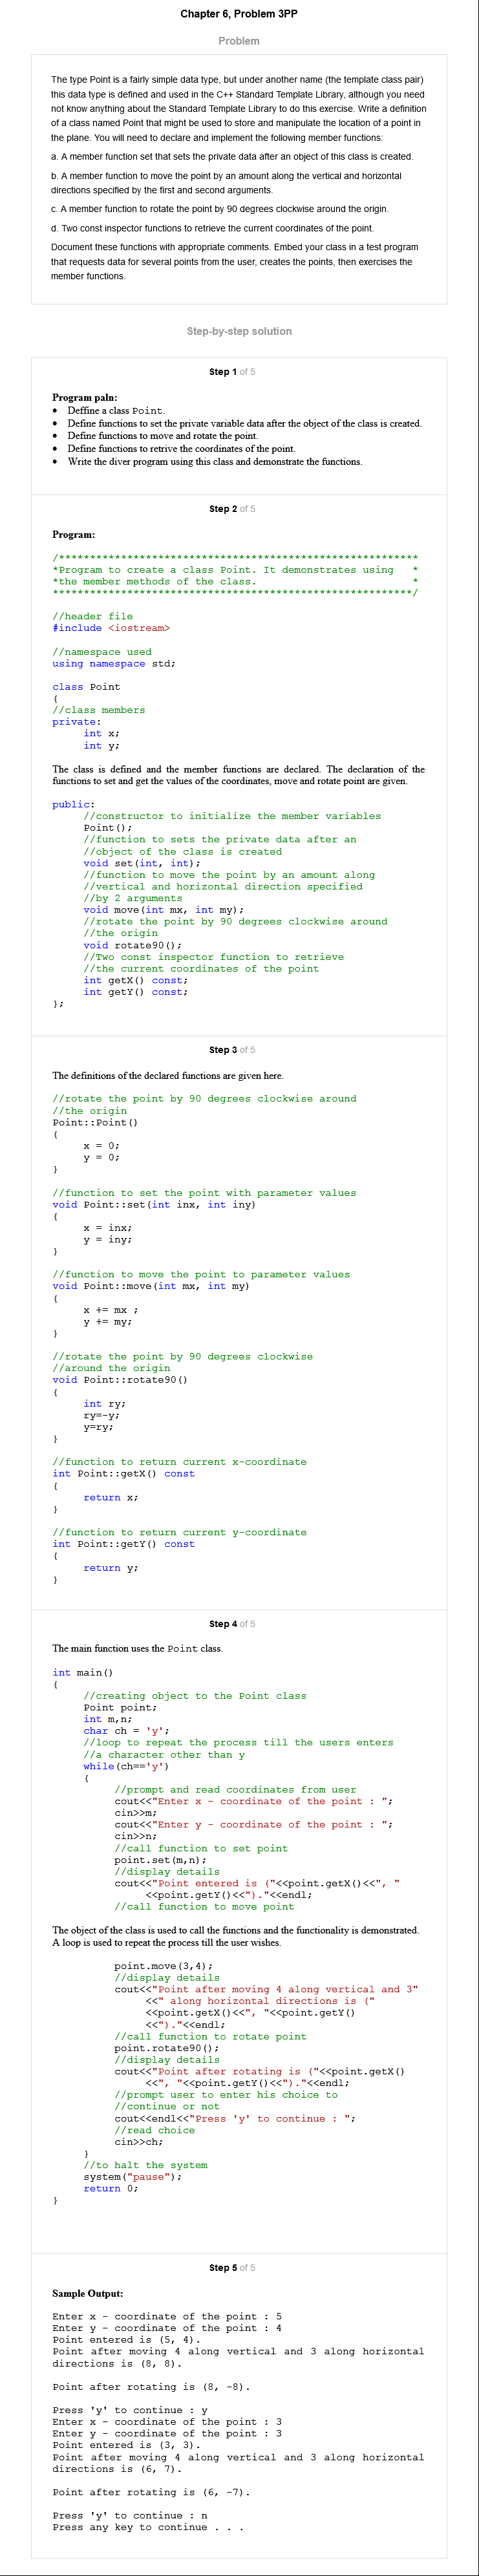 Chapter 6, Problem 3PP
Problem
The type Point is a fairly simple data type, but under another name (the template class pair)
this data type is defined and used in the C++ Standard Template Library, although you need
not know anything about the Standard Template Library to do this exercise. Write a definition
of a class named Point that might be used to store and manipulate the location of a point in
the plane. You will need to declare and implement the following member functions:
a. A member function set that sets the private data after an object of this class is created.
b. A member function to move the point by an amount along the vertical and horizontal
directions specified by the first and second arguments.
c. A member function to rotate the point by 90 degrees clockwise around the origin.
d. Two const inspector functions to retrieve the current coordinates of the point.
Document these functions with appropriate comments. Embed your class in a test program
that requests data for several points from the user, creates the points, then exercises the
member functions.
Step-by-step solution
Step 1 of 5
Program paln:
• Deffine a class Point.
• Define functions to set the private variable data after the object of the class is created.
• Define functions to move and rotate the point.
• Define functions to retrive the coordinates of the point.
• Write the diver program using this class and demonstrate the functions.
Step 2 of 5
Program:
/**********************************************************
*Program to create a class Point. It demonstrates using   *
*the member methods of the class.                         *
**********************************************************/
//header file
#include <iostream>
//namespace used
using namespace std;
class Point
{
//class members
private:
int x;
int y;
The class is defined and the member functions are declared. The declaration of the
functions to set and get the values of the coordinates, move and rotate point are given.
public:
//constructor to initialize the member variables
Point();
//function to sets the private data after an
//object of the class is created
void set(int, int);
//function to move the point by an amount along
//vertical and horizontal direction specified
//by 2 arguments
void move(int mx, int my);
//rotate the point by 90 degrees clockwise around
//the origin
void rotate90();
//Two const inspector function to retrieve
//the current coordinates of the point
int getX() const;
int getY() const;
};
Step 3 of 5
The definitions of the declared functions are given here.
//rotate the point by 90 degrees clockwise around
//the origin
Point::Point()
{
x = 0;
y = 0;
}
//function to set the point with parameter values
void Point::set(int inx, int iny)
{
x = inx;
y = iny;
}
//function to move the point to parameter values
void Point::move(int mx, int my)
{
x += mx ;
y += my;
}
//rotate the point by 90 degrees clockwise
//around the origin
void Point::rotate90()
{
int ry;
ry=-y;
y=ry;
}
//function to return current x-coordinate
int Point::getX() const
{
return x;
}
//function to return current y-coordinate
int Point::getY() const
{
return y;
}
Step 4 of 5
The main function uses the Point class.
int main()
{
//creating object to the Point class
Point point;
int m,n;
char ch = 'y';
//loop to repeat the process till the users enters
//a character other than y
while(ch=='y')
{
//prompt and read coordinates from user
cout<<"Enter x - coordinate of the point : ";
cin>>m;
cout<<"Enter y - coordinate of the point : ";
cin>>n;
//call function to set point
point.set(m,n);
//display details
cout<<"Point entered is ("<<point.getX()<<", "
<<point.getY()<<")."<<endl;
//call function to move point
The object of the class is used to call the functions and the functionality is demonstrated.
A loop is used to repeat the process till the user wishes.
point.move(3,4);
//display details
cout<<"Point after moving 4 along vertical and 3"
<<" along horizontal directions is ("
<<point.getX()<<", "<<point.getY()
<<")."<<endl;
//call function to rotate point
point.rotate90();
//display details
cout<<"Point after rotating is ("<<point.getX()
<<", "<<point.getY()<<")."<<endl;
//prompt user to enter his choice to
//continue or not
cout<<endl<<"Press 'y' to continue : ";
//read choice
cin>>ch;
}
//to halt the system
system("pause");
return 0;
}
Step 5 of 5
Sample Output:
Enter x - coordinate of the point : 5
Enter y - coordinate of the point : 4
Point entered is (5, 4).
Point after moving 4 along vertical and 3 along horizontal
directions is (8, 8).
Point after rotating is (8, -8).
Press 'y' to continue : y
Enter x - coordinate of the point : 3
Enter y - coordinate of the point : 3
Point entered is (3, 3).
Point after moving 4 along vertical and 3 along horizontal
directions is (6, 7).
Point after rotating is (6, -7).
Press 'y' to continue : n
Press any key to continue . . .